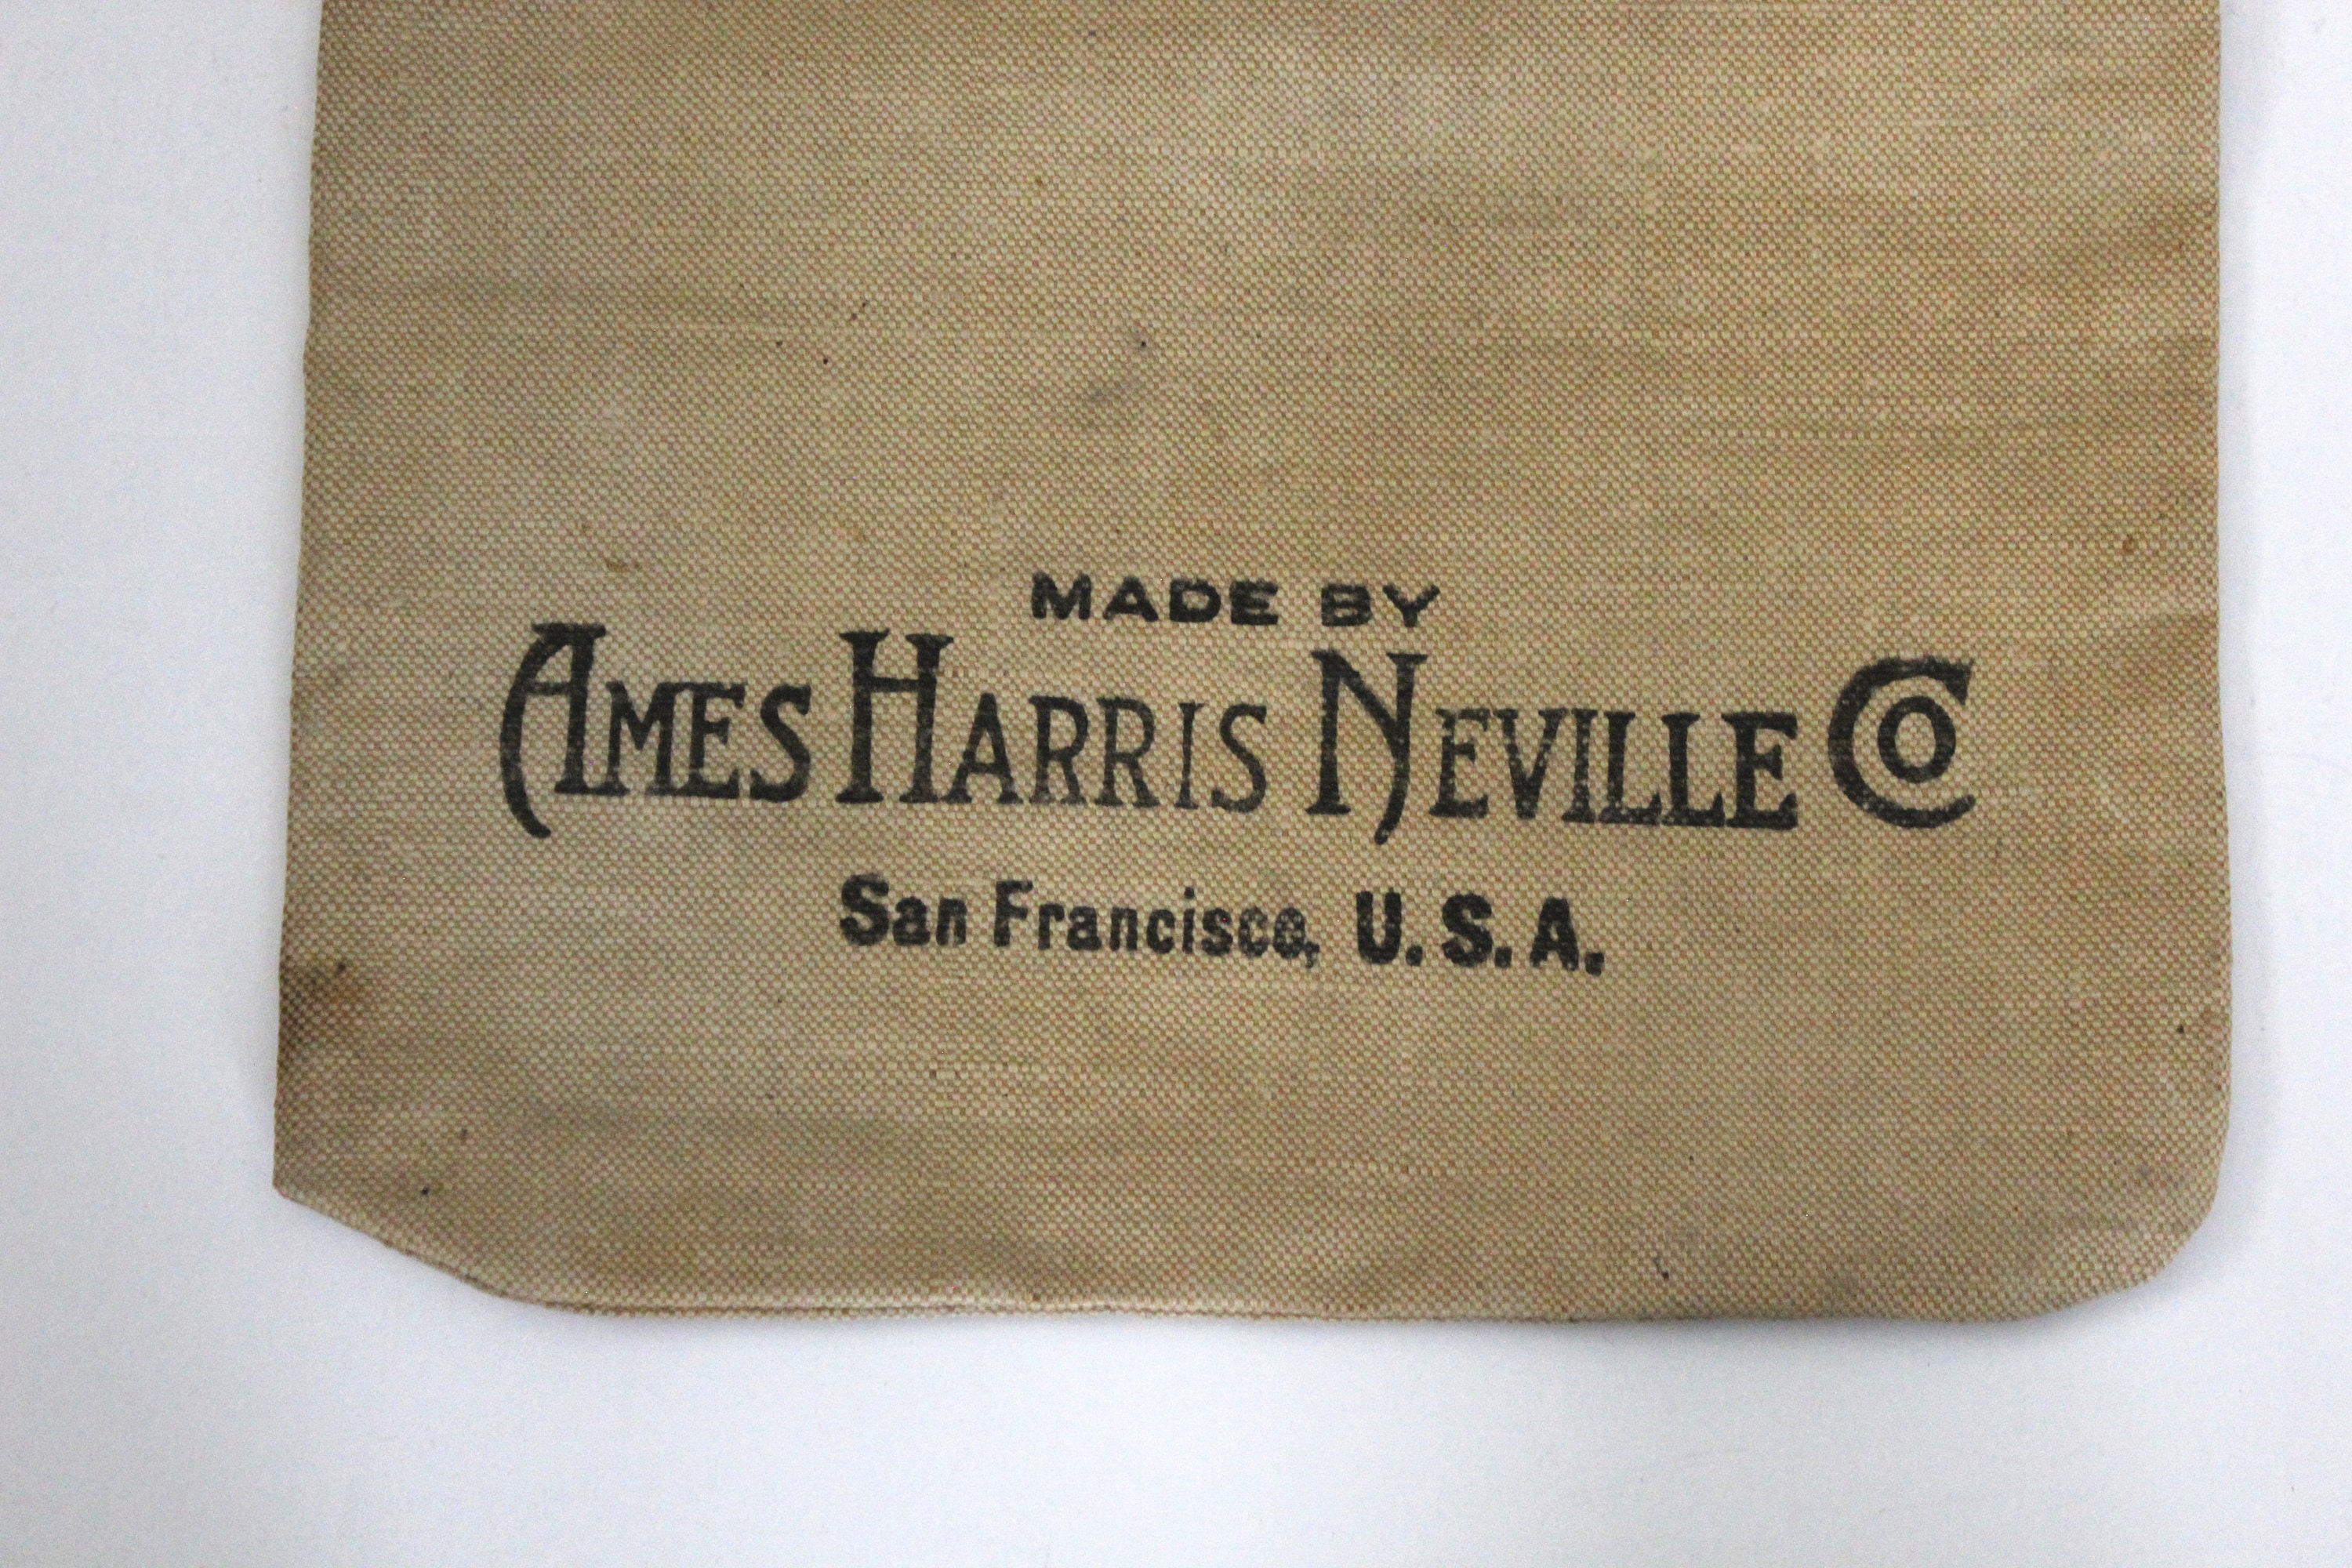 MADE BY
AMES HARRIS NEVILLE CO
San Francisco, U.S.A.